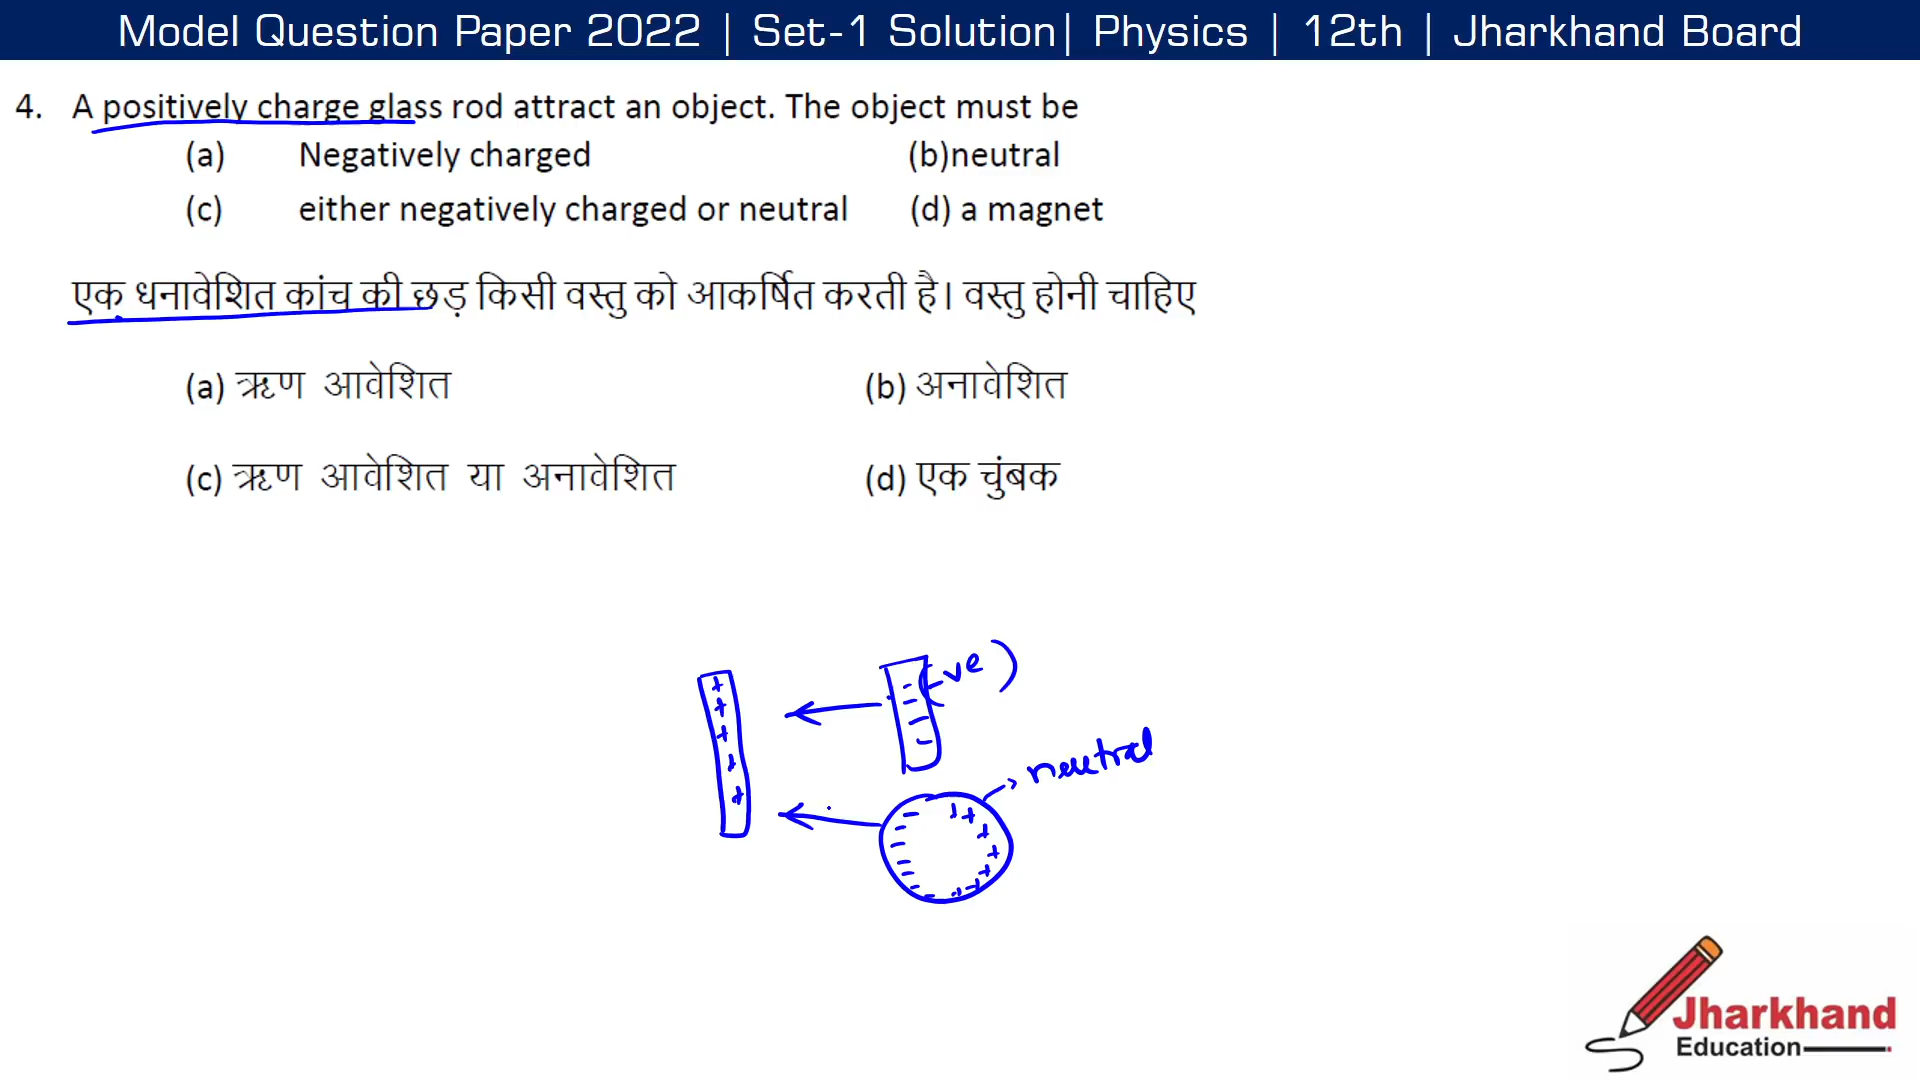 Model Question Paper 2022 | Set-1 Solution| Physics | 12th | Jharkhand Board
4. A positively charge glass rod attract an object. The object must be
(a) Negatively charged (b)neutral
(c) either negatively charged or neutral (d) a magnet
एक धनावेशित कांच की छड़ किसी वस्तु को आकर्षित करती है। वस्तु होनी चाहिए
(a) ऋण आवेशित (b) अनावेशित
(c) ऋण आवेशित या अनावेशित (d) एक चुंबक
(-ve)
neutral
Jharkhand
Education